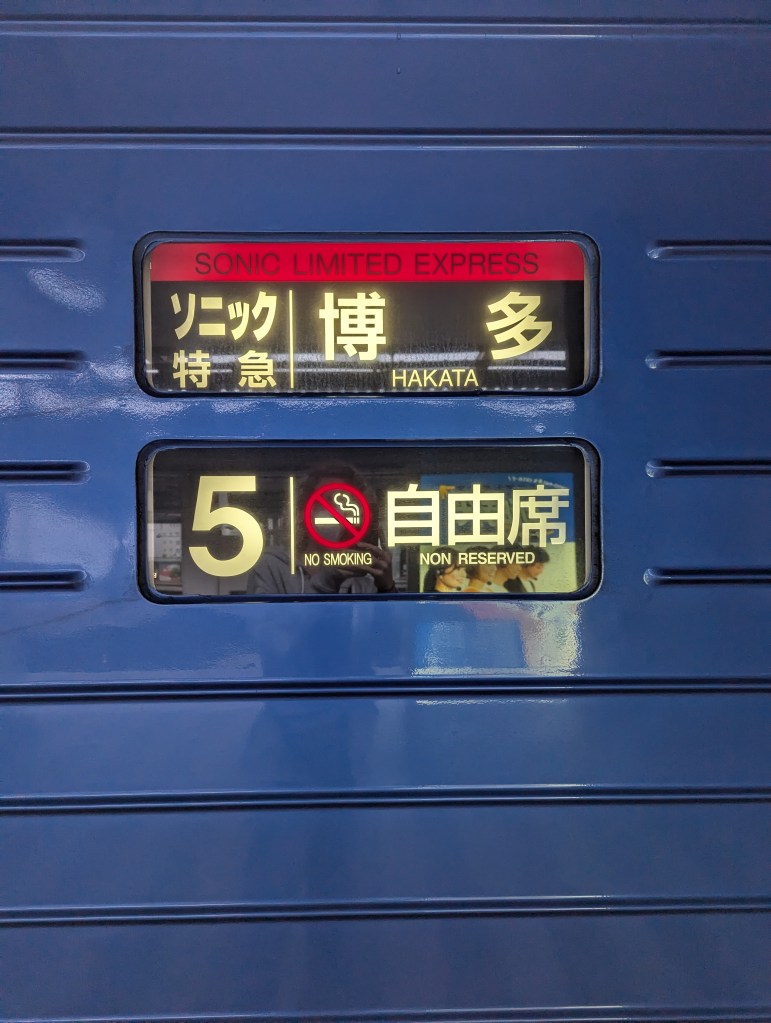 SONIC LIMITED EXPRESS
ソニック
特急
博多
HAKATA
5
NO SMOKING
自由席
NON RESERVED